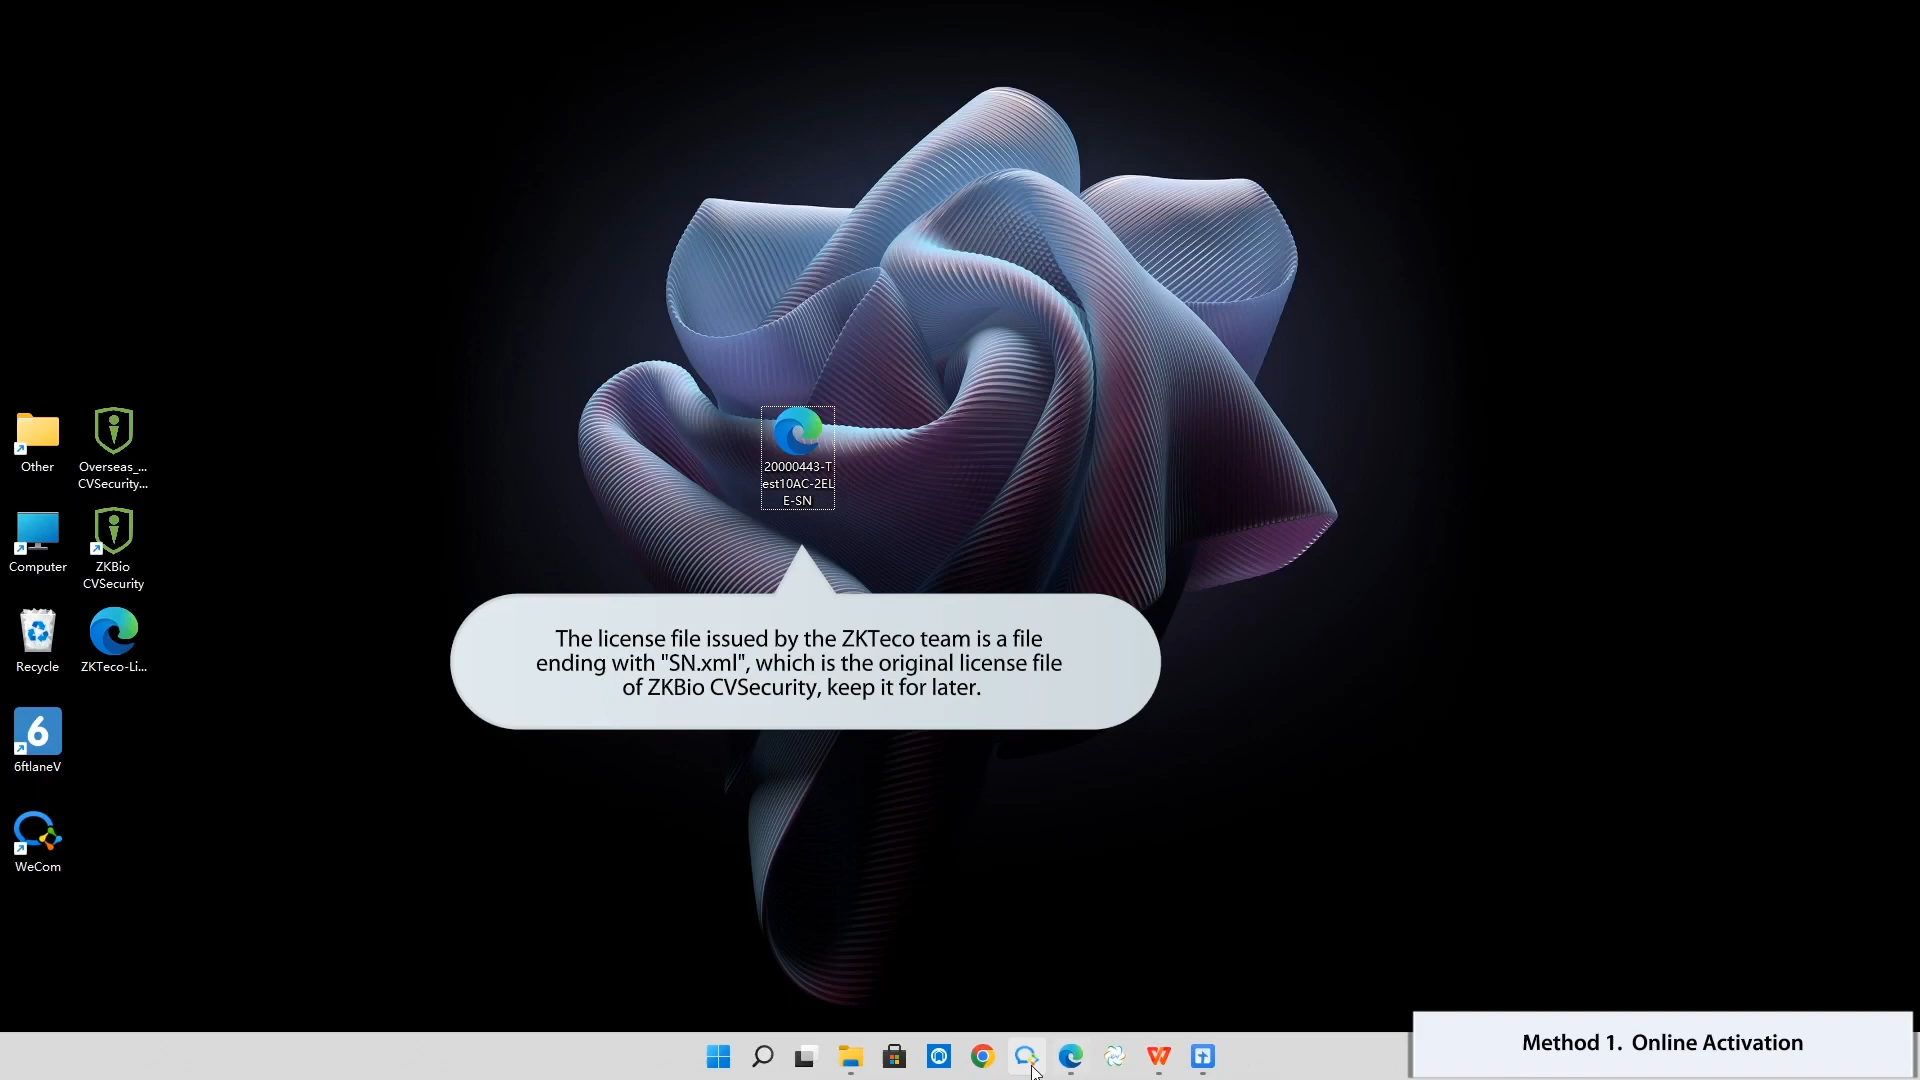 Other
Overseas_...
CVSecurity...
Computer
ZKBio
CVSecurity
Recycle
ZKTeco-Li...
6
6ftlaneV
WeCom
20000443-T
est10AC-2EL
E-SN
The license file issued by the ZKTeco team is a file
ending with "SN.xml", which is the original license file
of ZKBio CVSecurity, keep it for later.
Method 1. Online Activation